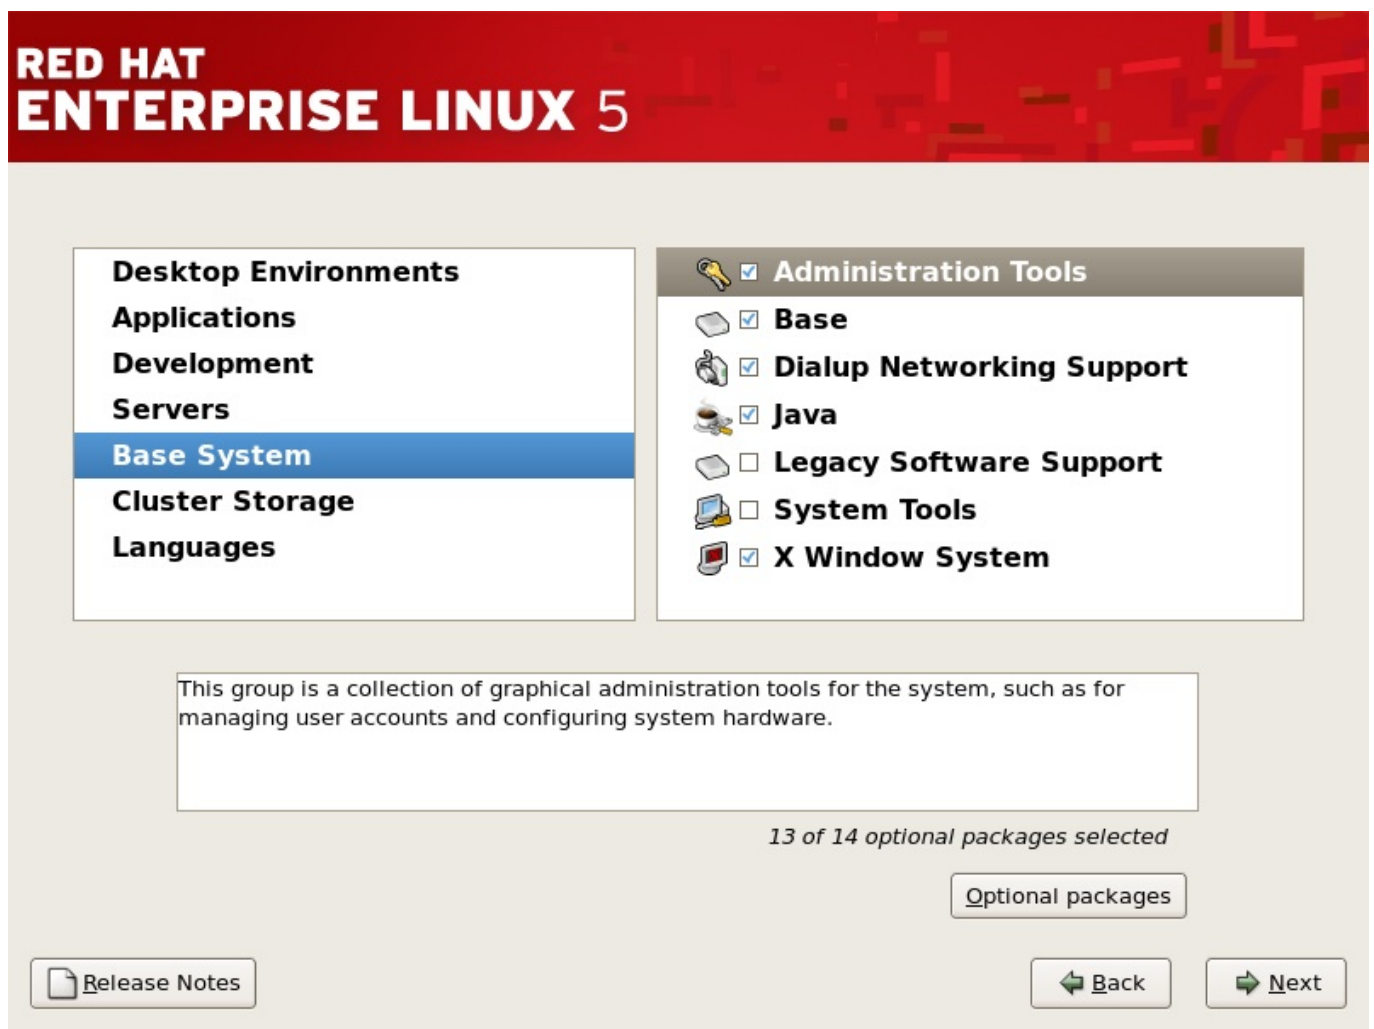 RED HAT
ENTERPRISE LINUX 5
Desktop Environments
Applications
Development
Servers
Base System
Cluster Storage
Languages
Administration Tools
Base
Dialup Networking Support
Java
Legacy Software Support
System Tools
X Window System
This group is a collection of graphical administration tools for the system, such as for
managing user accounts and configuring system hardware.
13 of 14 optional packages selected
Optional packages
Release Notes
Back
Next